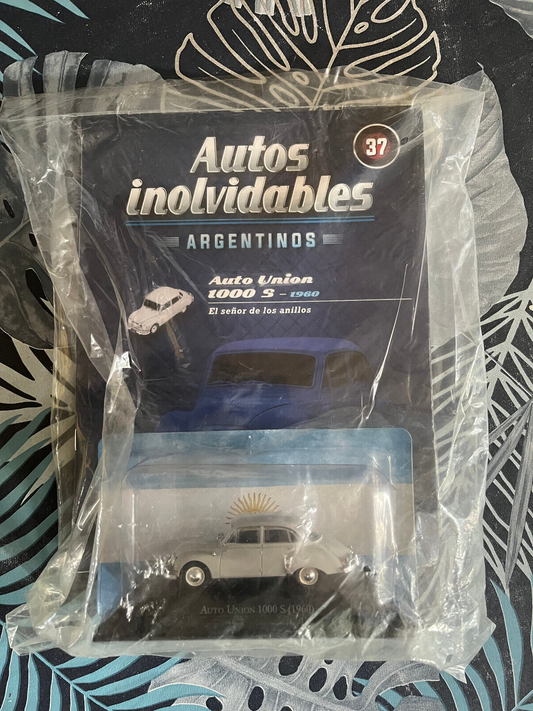 37
Autos
inolvidables
ARGENTINOS
Auto Union
1000 S – 1960
El señor de los anillos
AUTO UNION 1000 S (1960)